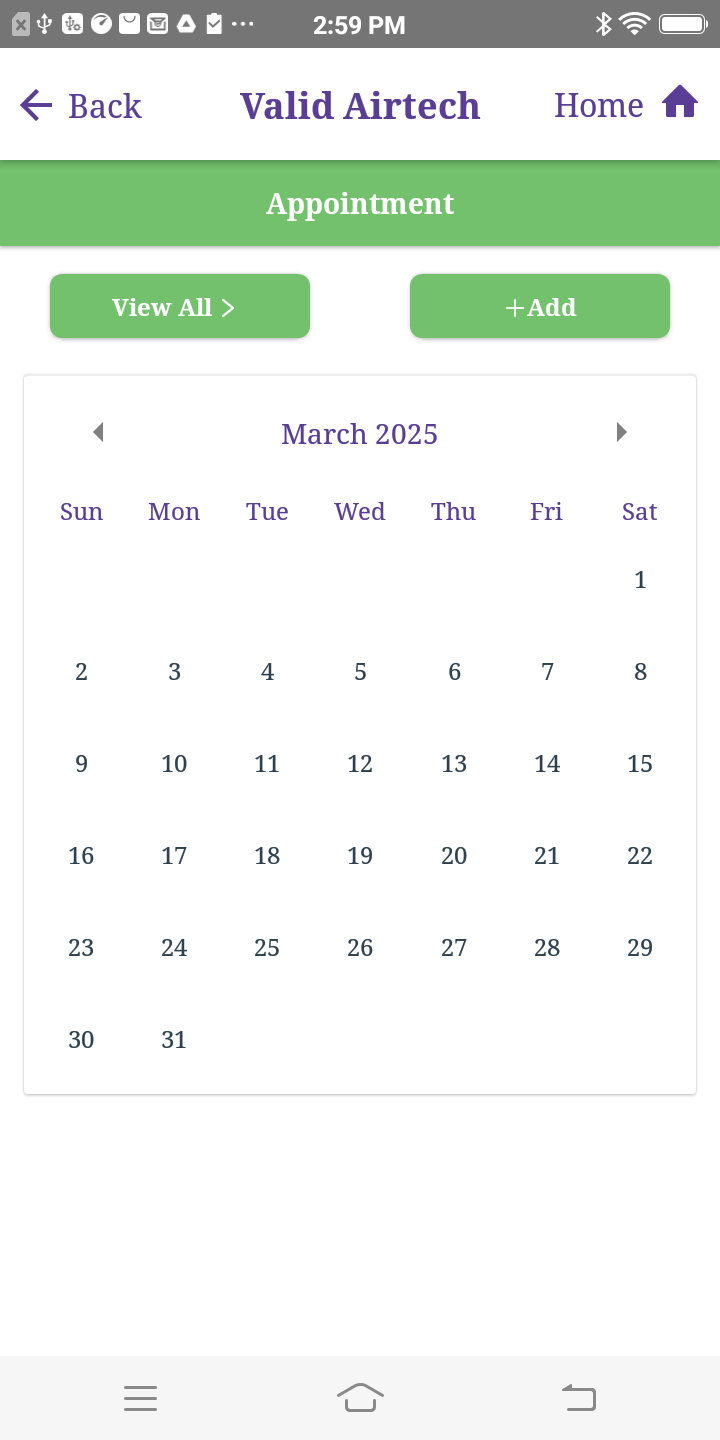 2:59 PM
Back Valid Airtech Home
Appointment
View All
+Add
March 2025
Sun Mon Tue Wed Thu Fri Sat
1
2 3 4 5 6 7 8
9 10 11 12 13 14 15
16 17 18 19 20 21 22
23 24 25 26 27 28 29
30 31